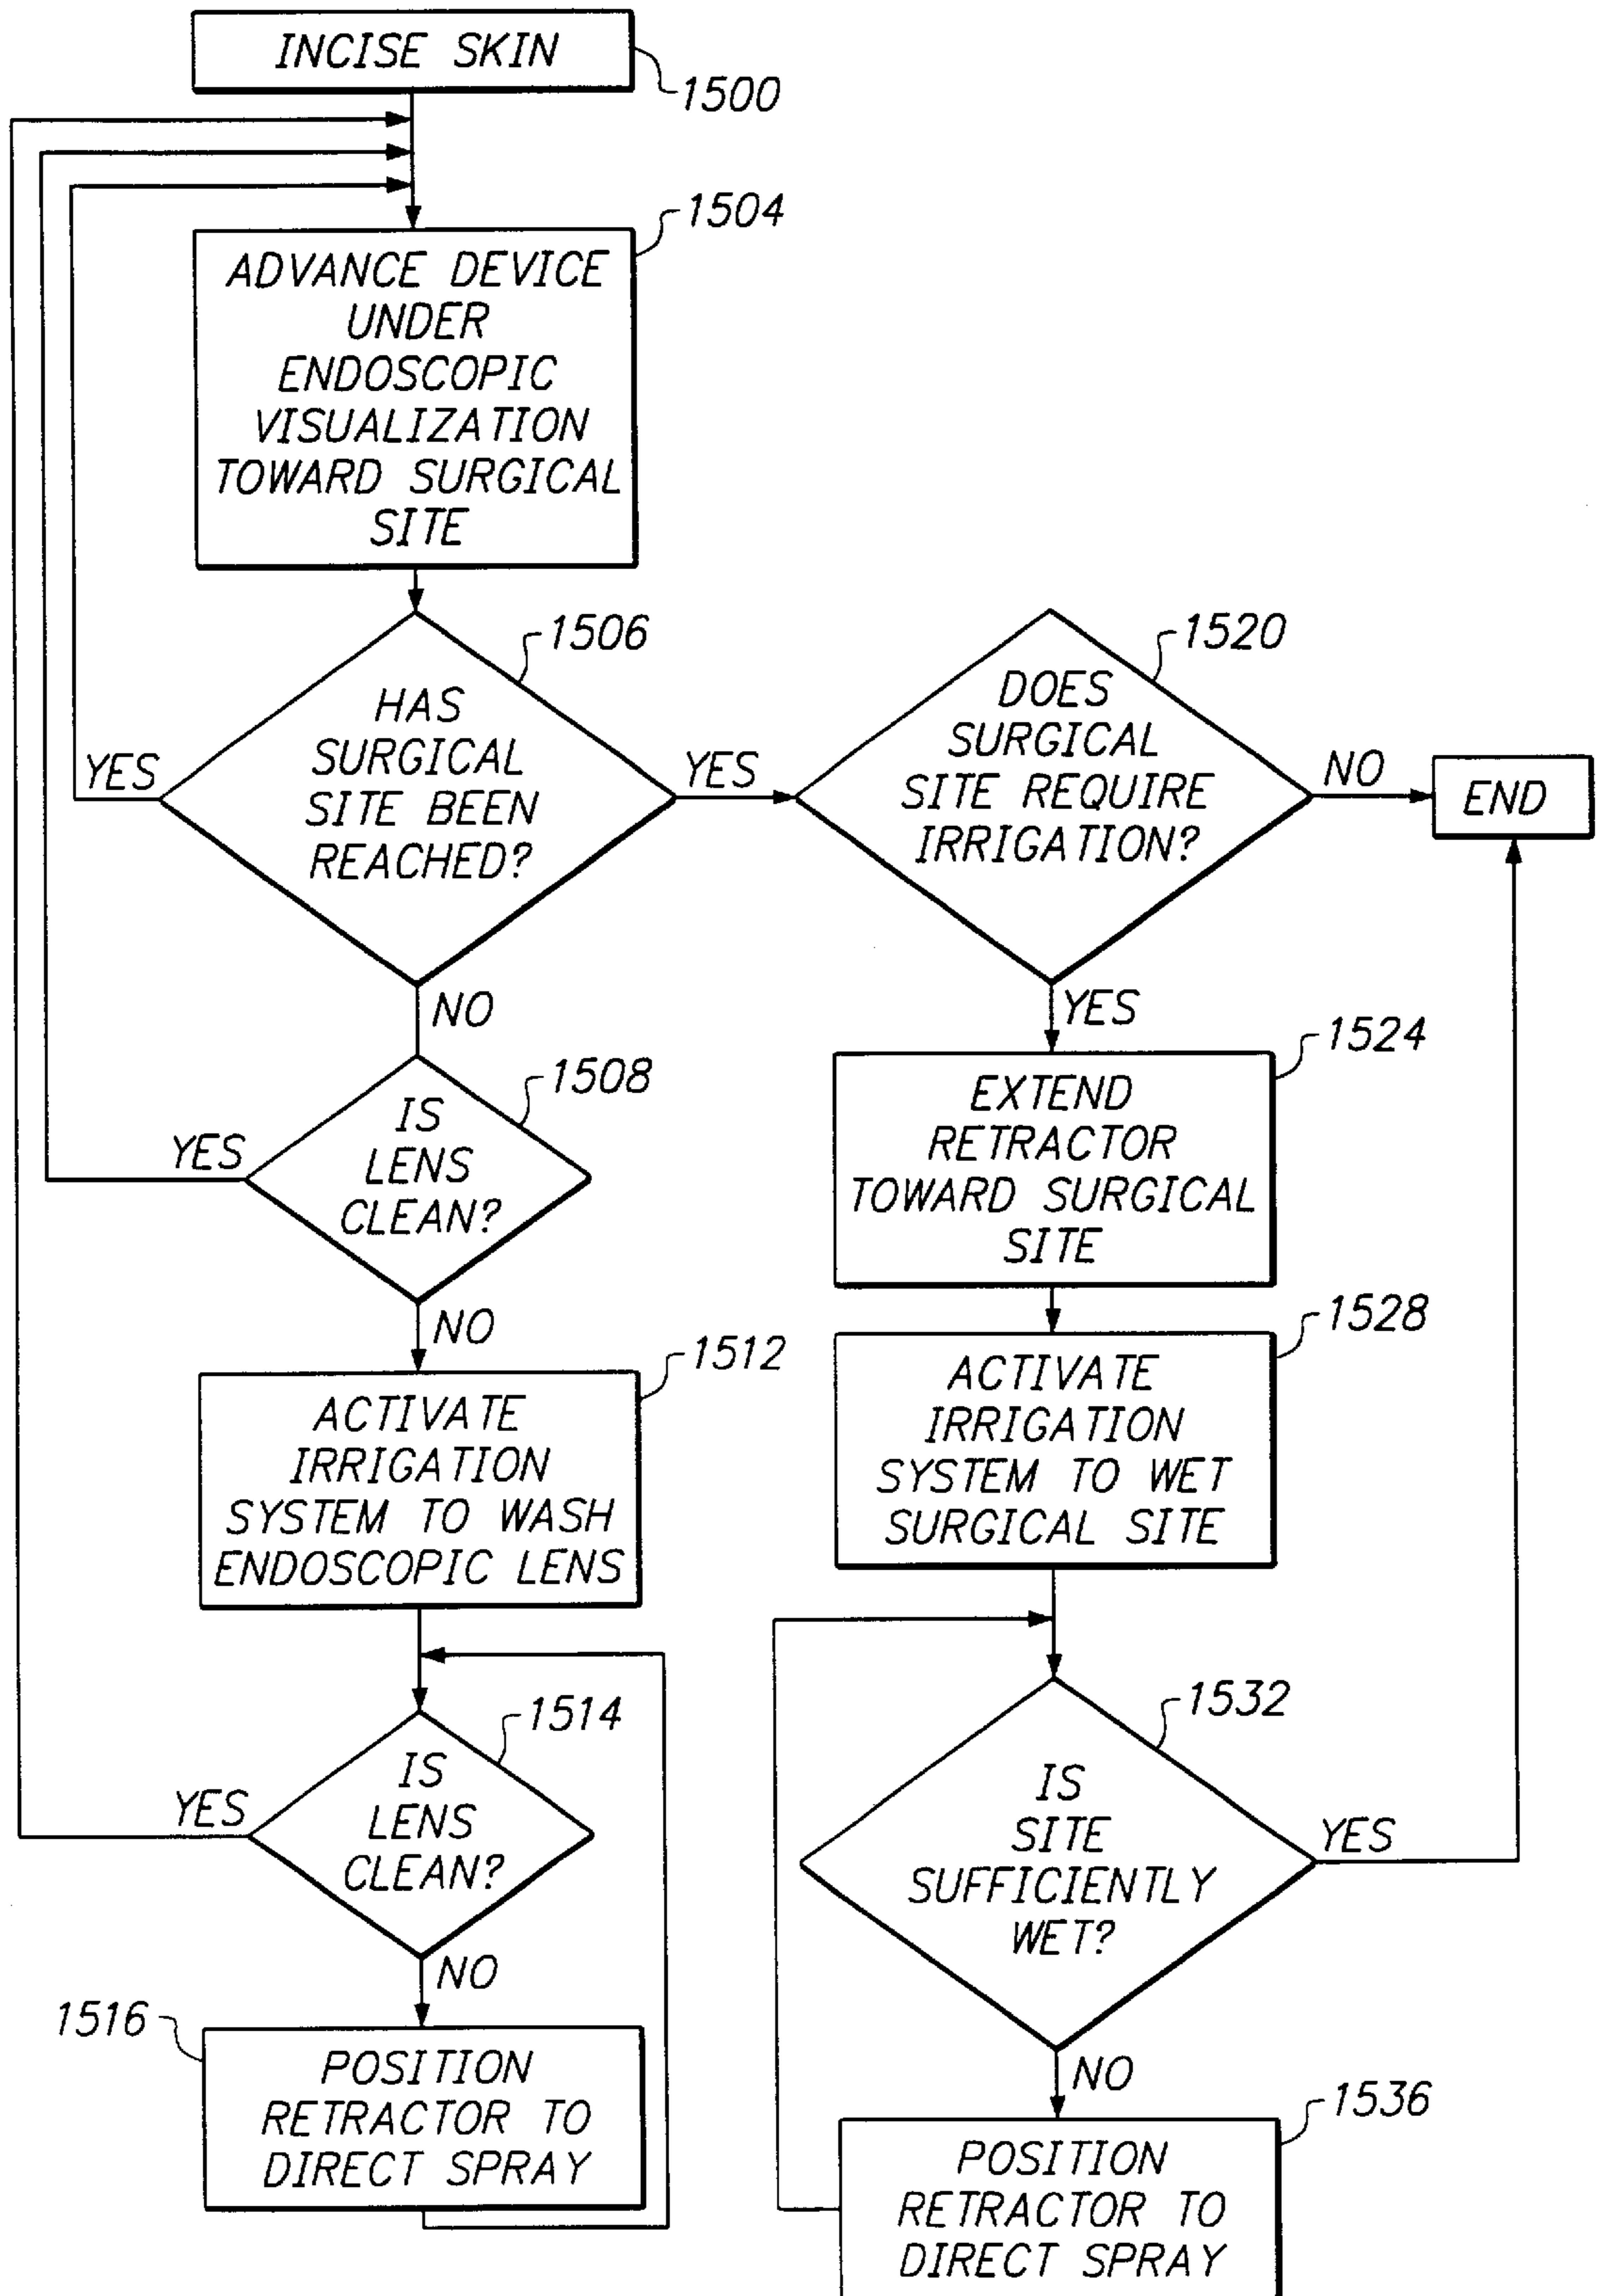 INCISE SKIN
1500
1504
ADVANCE DEVICE
UNDER
ENDOSCOPIC
VISUALIZATION
TOWARD SURGICAL
SITE
1506
HAS
SURGICAL
SITE BEEN
REACHED?
YES
YES
NO
1508
IS
LENS
CLEAN?
YES
NO
1512
ACTIVATE
IRRIGATION
SYSTEM TO WASH
ENDOSCOPIC LENS
1514
IS
LENS
CLEAN?
YES
NO
1516
POSITION
RETRACTOR TO
DIRECT SPRAY
1520
DOES
SURGICAL
SITE REQUIRE
IRRIGATION?
NO
END
YES
1524
EXTEND
RETRACTOR
TOWARD SURGICAL
SITE
1528
ACTIVATE
IRRIGATION
SYSTEM TO WET
SURGICAL SITE
1532
IS
SITE
SUFFICIENTLY
WET?
YES
NO
1536
POSITION
RETRACTOR TO
DIRECT SPRAY